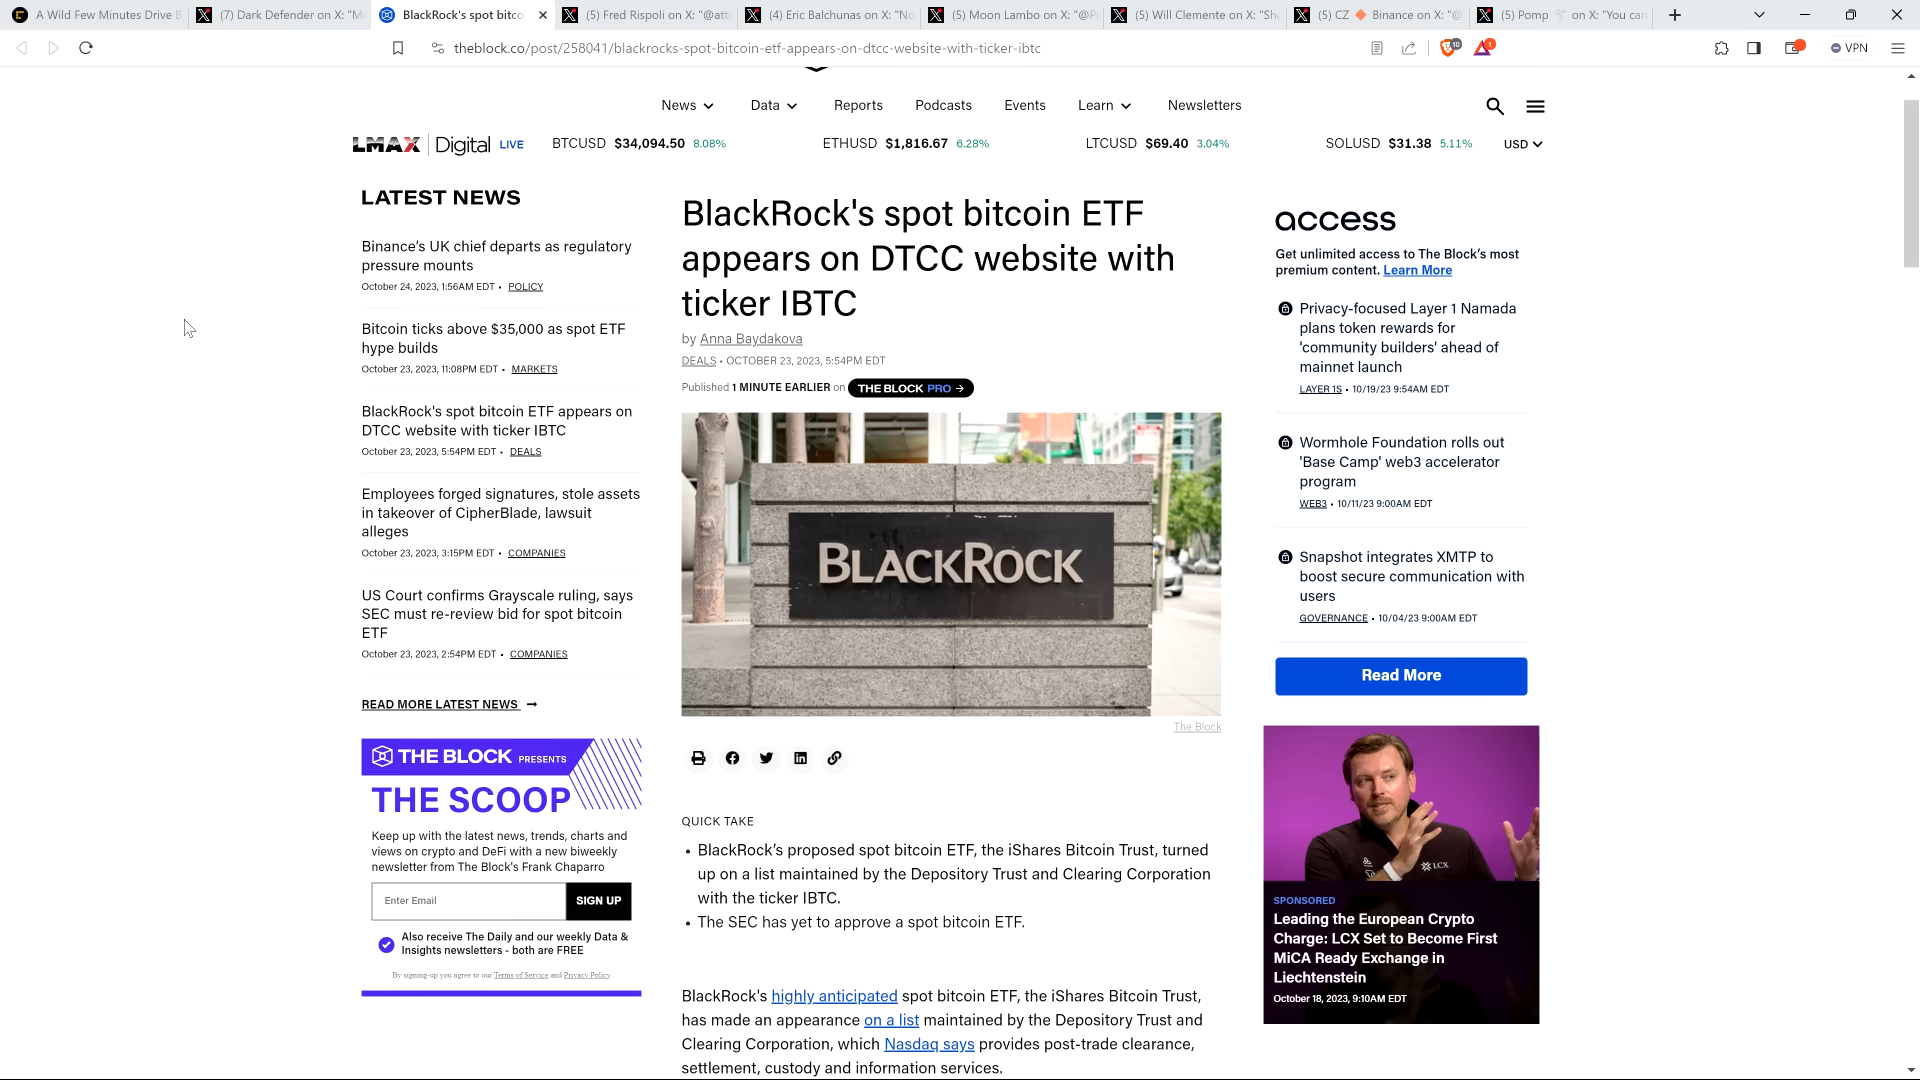 A Wild Few Minutes Drive B
(7) Dark Defender on X: "M
BlackRock's spot bitco
(5) Fred Rispoli on X: "@att
(4) Eric Balchunas on X: "No
(5) Moon Lambo on X: "@P
(5) Will Clemente on X: "Sh
(5) CZ 🔶 Binance on X: "@
(5) Pomp 🌪 on X: "You can
theblock.co/post/258041/blackrocks-spot-bitcoin-etf-appears-on-dtcc-website-with-ticker-ibtc
10
1
VPN
News
Data
Reports
Podcasts
Events
Learn
Newsletters
LMAX Digital LIVE
BTCUSD $34,094.50 8.08%
ETHUSD $1,816.67 6.28%
LTCUSD $69.40 3.04%
SOLUSD $31.38 5.11%
USD
LATEST NEWS
Binance’s UK chief departs as regulatory
pressure mounts
October 24, 2023, 1:56AM EDT • POLICY
Bitcoin ticks above $35,000 as spot ETF
hype builds
October 23, 2023, 11:08PM EDT • MARKETS
BlackRock's spot bitcoin ETF appears on
DTCC website with ticker IBTC
October 23, 2023, 5:54PM EDT • DEALS
Employees forged signatures, stole assets
in takeover of CipherBlade, lawsuit
alleges
October 23, 2023, 3:15PM EDT • COMPANIES
US Court confirms Grayscale ruling, says
SEC must re-review bid for spot bitcoin
ETF
October 23, 2023, 2:54PM EDT • COMPANIES
READ MORE LATEST NEWS →
THE BLOCK PRESENTS
THE SCOOP
Keep up with the latest news, trends, charts and
views on crypto and DeFi with a new biweekly
newsletter from The Block's Frank Chaparro
Enter Email
SIGN UP
Also receive The Daily and our weekly Data &
Insights newsletters - both are FREE
By signing-up you agree to our Terms of Service and Privacy Policy
BlackRock's spot bitcoin ETF
appears on DTCC website with
ticker IBTC
by Anna Baydakova
DEALS • OCTOBER 23, 2023, 5:54PM EDT
Published 1 MINUTE EARLIER on THE BLOCK PRO →
BLACKROCK
The Block
QUICK TAKE
• BlackRock’s proposed spot bitcoin ETF, the iShares Bitcoin Trust, turned
up on a list maintained by the Depository Trust and Clearing Corporation
with the ticker IBTC.
• The SEC has yet to approve a spot bitcoin ETF.
BlackRock's highly anticipated spot bitcoin ETF, the iShares Bitcoin Trust,
has made an appearance on a list maintained by the Depository Trust and
Clearing Corporation, which Nasdaq says provides post-trade clearance,
settlement, custody and information services.
access
Get unlimited access to The Block’s most
premium content. Learn More
Privacy-focused Layer 1 Namada
plans token rewards for
'community builders' ahead of
mainnet launch
LAYER 1S • 10/19/23 9:54AM EDT
Wormhole Foundation rolls out
'Base Camp' web3 accelerator
program
WEB3 • 10/11/23 9:00AM EDT
Snapshot integrates XMTP to
boost secure communication with
users
GOVERNANCE • 10/04/23 9:00AM EDT
Read More
LCX
SPONSORED
Leading the European Crypto
Charge: LCX Set to Become First
MiCA Ready Exchange in
Liechtenstein
October 18, 2023, 9:10AM EDT